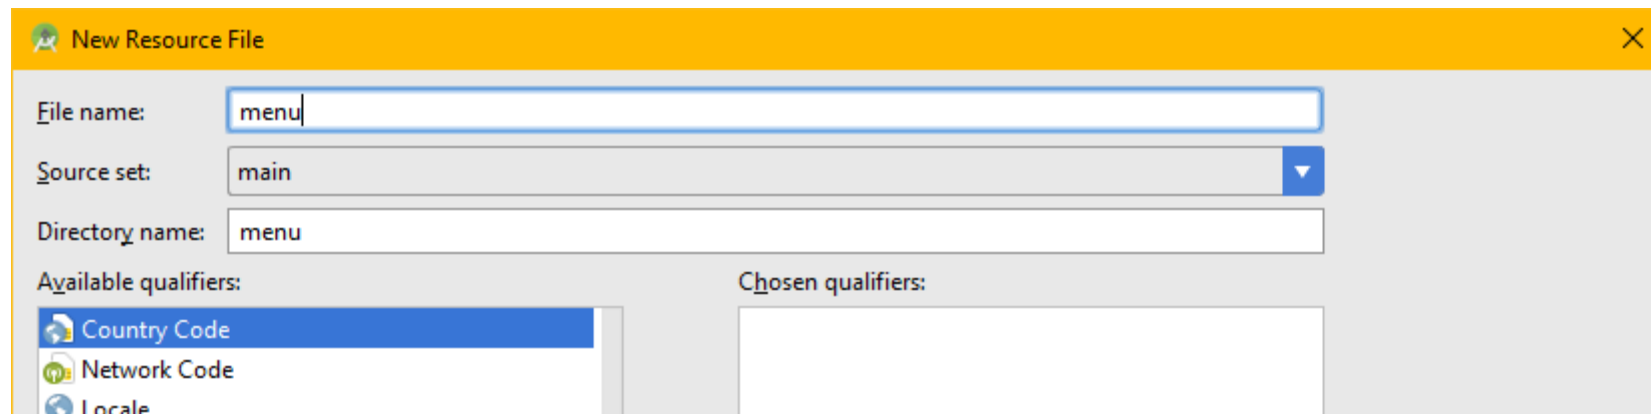 New Resource File
File name: menu
Source set: main
Directory name: menu
Available qualifiers: Chosen qualifiers:
Country Code
Network Code
Locale